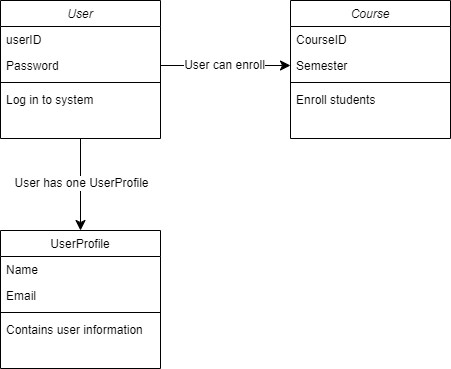 User
userID
Password
Log in to system
User can enroll
Course
CourseID
Semester
Enroll students
User has one UserProfile
UserProfile
Name
Email
Contains user information